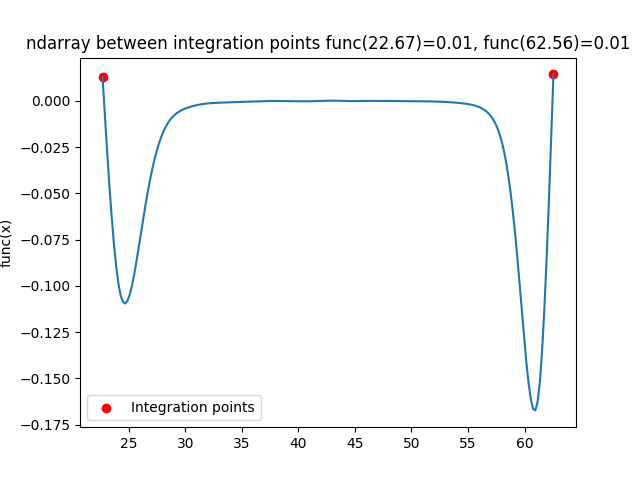 ndarray between integration points func(22.67)=0.01, func(62.56)=0.01
func(x)
0.000
−0.025
−0.050
−0.075
−0.100
−0.125
−0.150
−0.175
Integration points
25 30 35 40 45 50 55 60